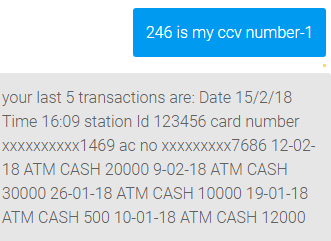 246 is my ccv number-1
your last 5 transactions are: Date 15/2/18
Time 16:09 station Id 123456 card number
xxxxxxxxxx1469 ac no xxxxxxxxx7686 12-02-
18 ATM CASH 20000 9-02-18 ATM CASH
30000 26-01-18 ATM CASH 10000 19-01-18
ATM CASH 500 10-01-18 ATM CASH 12000